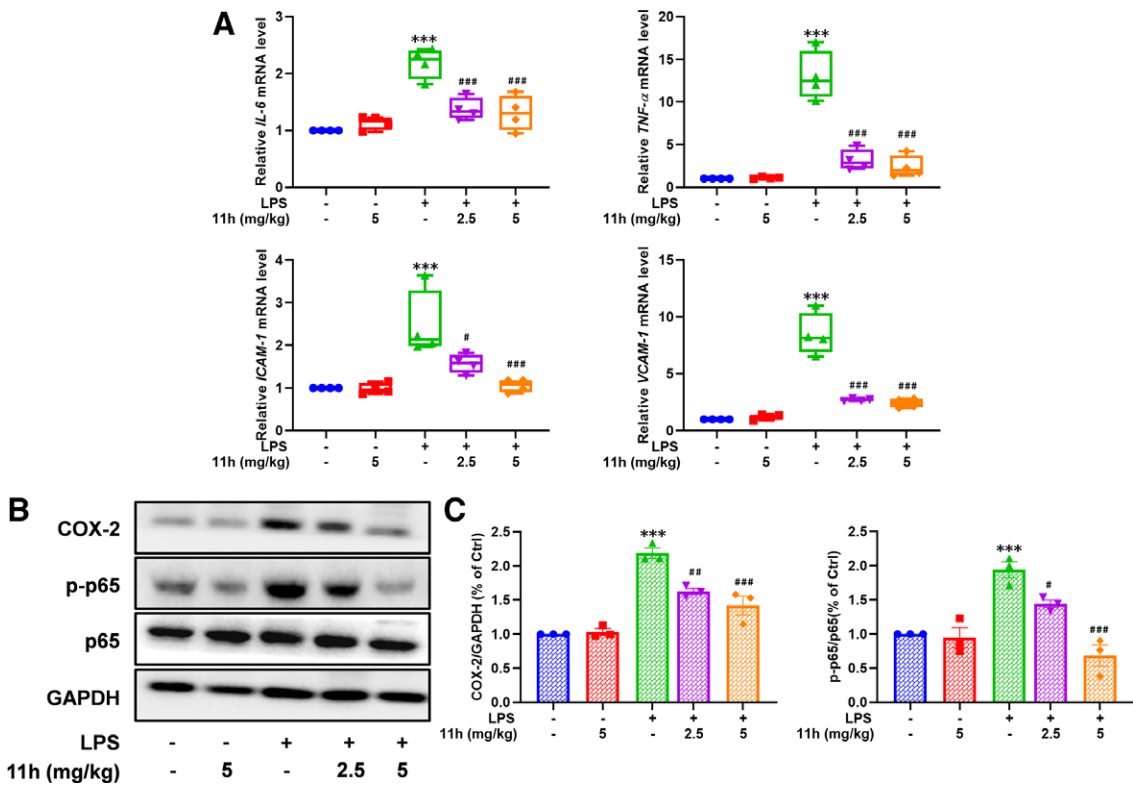 A
Relative IL-6 mRNA level
3
2
1
0
***
###
###
LPS - - + + +
11h (mg/kg) - 5 - 2.5 5
Relative TNF-α mRNA level
20
15
10
5
0
***
###
###
LPS - - + + +
11h (mg/kg) - 5 - 2.5 5
Relative ICAM-1 mRNA level
4
3
2
1
0
***
#
###
LPS - - + + +
11h (mg/kg) - 5 - 2.5 5
Relative VCAM-1 mRNA level
15
10
5
0
***
###
###
LPS - - + + +
11h (mg/kg) - 5 - 2.5 5
B
COX-2
p-p65
p65
GAPDH
LPS - - + + +
11h (mg/kg) - 5 - 2.5 5
C
COX-2/GAPDH (% of Ctrl)
2.5
2.0
1.5
1.0
0.5
0.0
***
##
###
LPS - - + + +
11h (mg/kg) - 5 - 2.5 5
p-p65/p65(% of Ctrl)
2.5
2.0
1.5
1.0
0.5
0.0
***
#
###
LPS - - + + +
11h (mg/kg) - 5 - 2.5 5